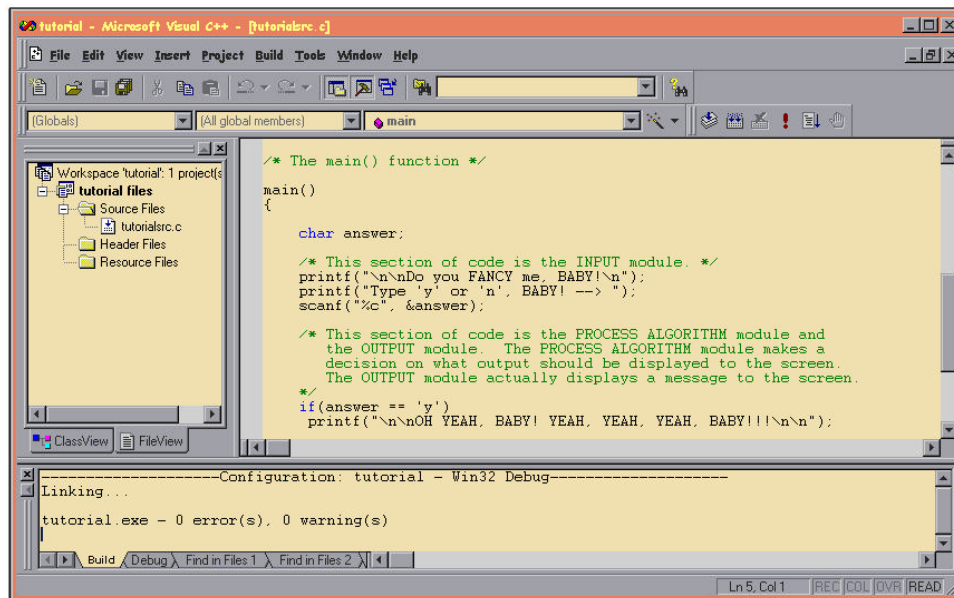 tutorial - Microsoft Visual C++ - [tutorialsrc.c]
File Edit View Insert Project Build Tools Window Help
(Globals) (All global members) main
Workspace 'tutorial': 1 project(s
tutorial files
Source Files
tutorialsrc.c
Header Files
Resource Files
ClassView FileView
/* The main() function */
main()
{
char answer;
/* This section of code is the INPUT module. */
printf("\n\nDo you FANCY me, BABY!\n");
printf("Type 'y' or 'n', BABY! --> ");
scanf("%c", &answer);
/* This section of code is the PROCESS ALGORITHM module and
the OUTPUT module.  The PROCESS ALGORITHM module makes a
decision on what output should be displayed to the screen.
The OUTPUT module actually displays a message to the screen.
*/
if(answer == 'y')
printf("\n\nOH YEAH, BABY! YEAH, YEAH, YEAH, BABY!!!\n\n");
--------------------Configuration: tutorial - Win32 Debug--------------------
Linking...
tutorial.exe - 0 error(s), 0 warning(s)
Build Debug Find in Files 1 Find in Files 2
Ln 5, Col 1 REC COL OVR READ